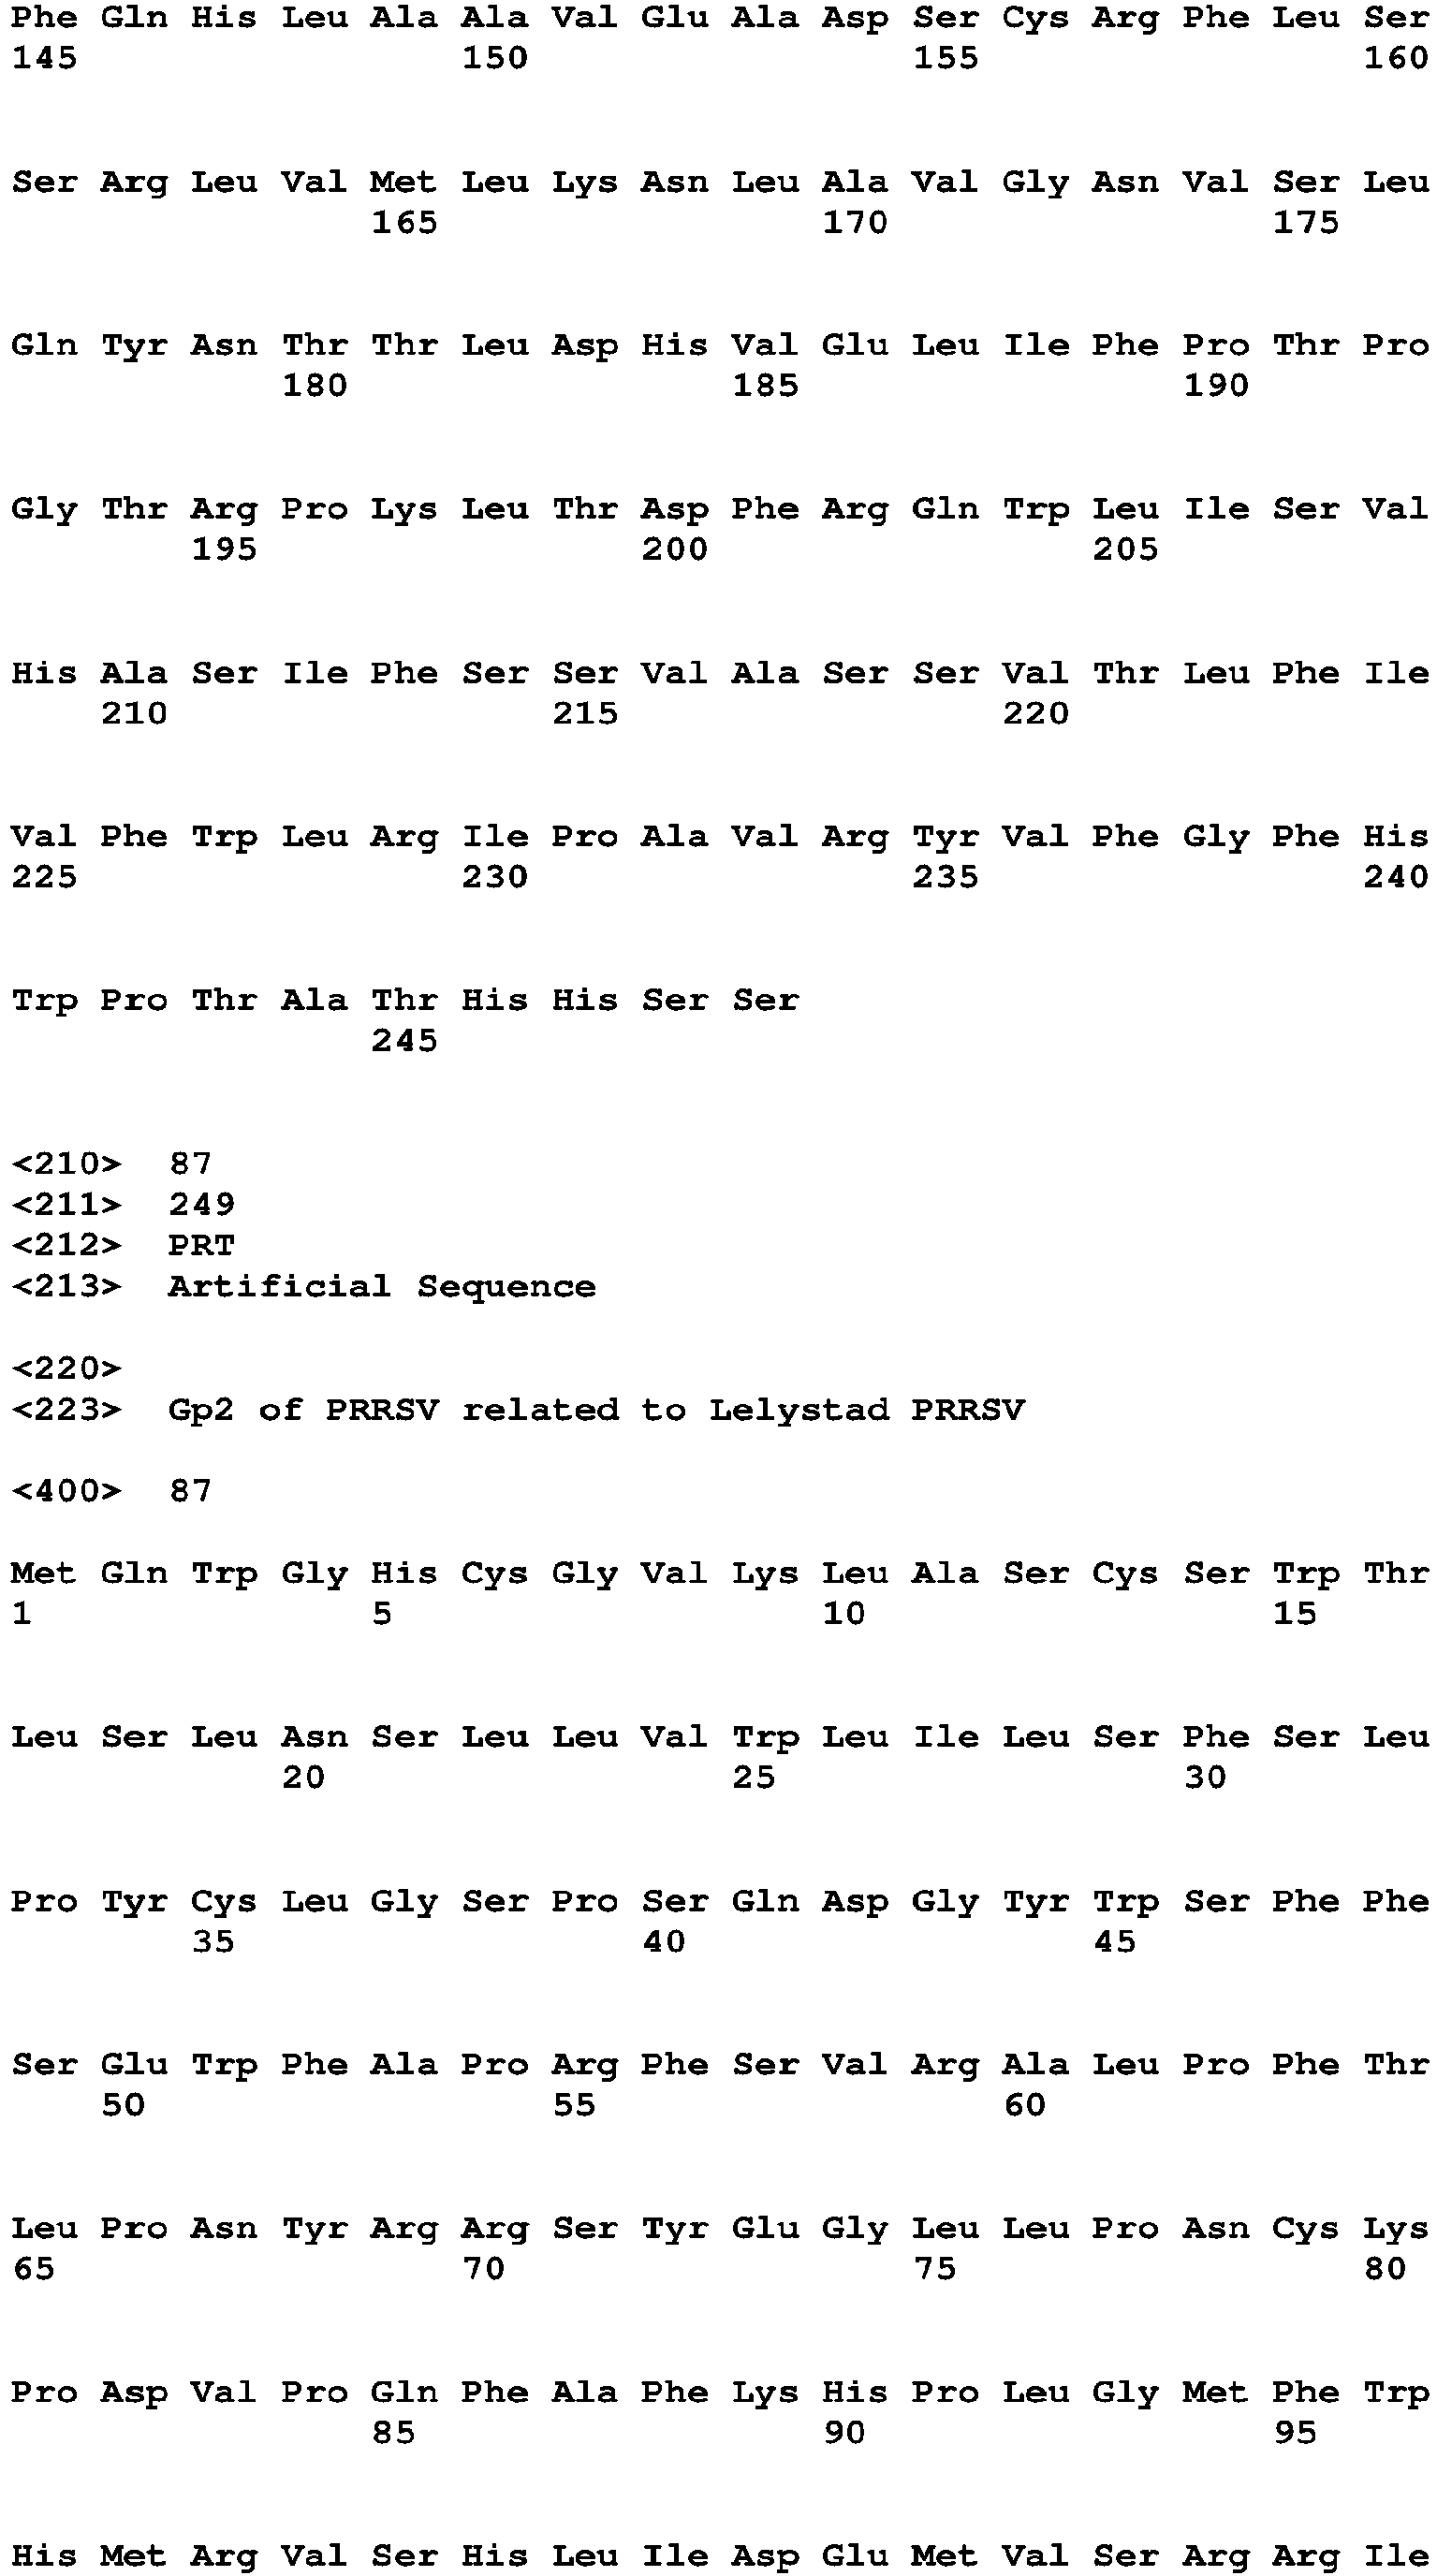 Phe Gln His Leu Ala Ala Val Glu Ala Asp Ser Cys Arg Phe Leu Ser
145 150 155 160
Ser Arg Leu Val Met Leu Lys Asn Leu Ala Val Gly Asn Val Ser Leu
165 170 175
Gln Tyr Asn Thr Thr Leu Asp His Val Glu Leu Ile Phe Pro Thr Pro
180 185 190
Gly Thr Arg Pro Lys Leu Thr Asp Phe Arg Gln Trp Leu Ile Ser Val
195 200 205
His Ala Ser Ile Phe Ser Ser Val Ala Ser Ser Val Thr Leu Phe Ile
210 215 220
Val Phe Trp Leu Arg Ile Pro Ala Val Arg Tyr Val Phe Gly Phe His
225 230 235 240
Trp Pro Thr Ala Thr His His Ser Ser
245
<210> 87
<211> 249
<212> PRT
<213> Artificial Sequence
<220>
<223> Gp2 of PRRSV related to Lelystad PRRSV
<400> 87
Met Gln Trp Gly His Cys Gly Val Lys Leu Ala Ser Cys Ser Trp Thr
1 5 10 15
Leu Ser Leu Asn Ser Leu Leu Val Trp Leu Ile Leu Ser Phe Ser Leu
20 25 30
Pro Tyr Cys Leu Gly Ser Pro Ser Gln Asp Gly Tyr Trp Ser Phe Phe
35 40 45
Ser Glu Trp Phe Ala Pro Arg Phe Ser Val Arg Ala Leu Pro Phe Thr
50 55 60
Leu Pro Asn Tyr Arg Arg Ser Tyr Glu Gly Leu Leu Pro Asn Cys Lys
65 70 75 80
Pro Asp Val Pro Gln Phe Ala Phe Lys His Pro Leu Gly Met Phe Trp
85 90 95
His Met Arg Val Ser His Leu Ile Asp Glu Met Val Ser Arg Arg Ile